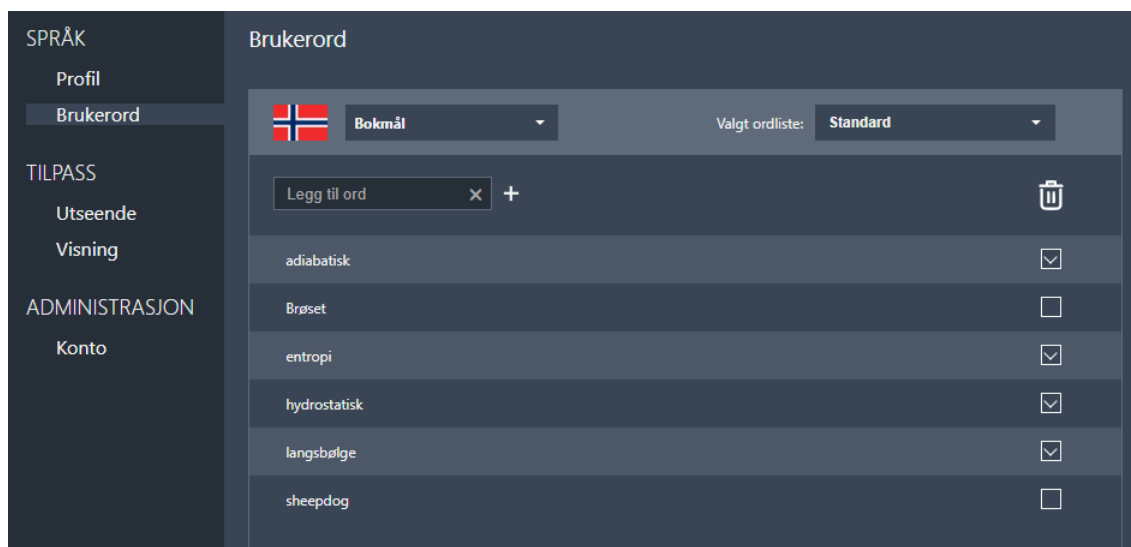 SPRÅK
Profil
Brukerord
TILPASS
Utseende
Visning
ADMINISTRASJON
Konto
Brukerord
Bokmål
Valgt ordliste: Standard
Legg til ord
adiabatisk
Brøset
entropi
hydrostatisk
langsbølge
sheepdog